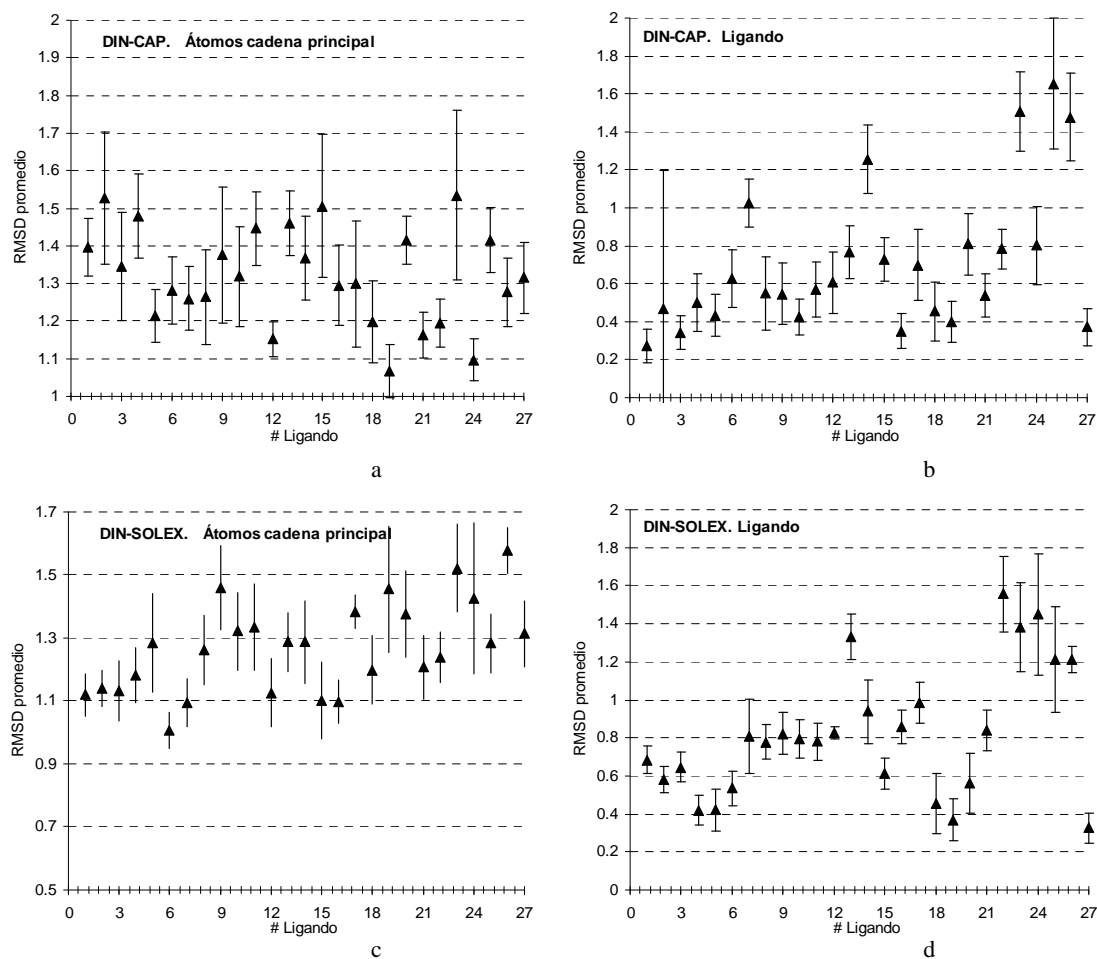 DIN-CAP. Átomos cadena principal
RMSD promedio
2
1.9
1.8
1.7
1.6
1.5
1.4
1.3
1.2
1.1
1
0 3 6 9 12 15 18 21 24 27
# Ligando
a
DIN-CAP. Ligando
RMSD promedio
2
1.8
1.6
1.4
1.2
1
0.8
0.6
0.4
0.2
0
0 3 6 9 12 15 18 21 24 27
# Ligando
b
DIN-SOLEX. Átomos cadena principal
RMSD promedio
1.7
1.5
1.3
1.1
0.9
0.7
0.5
0 3 6 9 12 15 18 21 24 27
# Ligando
c
DIN-SOLEX. Ligando
RMSD promedio
2
1.8
1.6
1.4
1.2
1
0.8
0.6
0.4
0.2
0
0 3 6 9 12 15 18 21 24 27
# Ligando
d